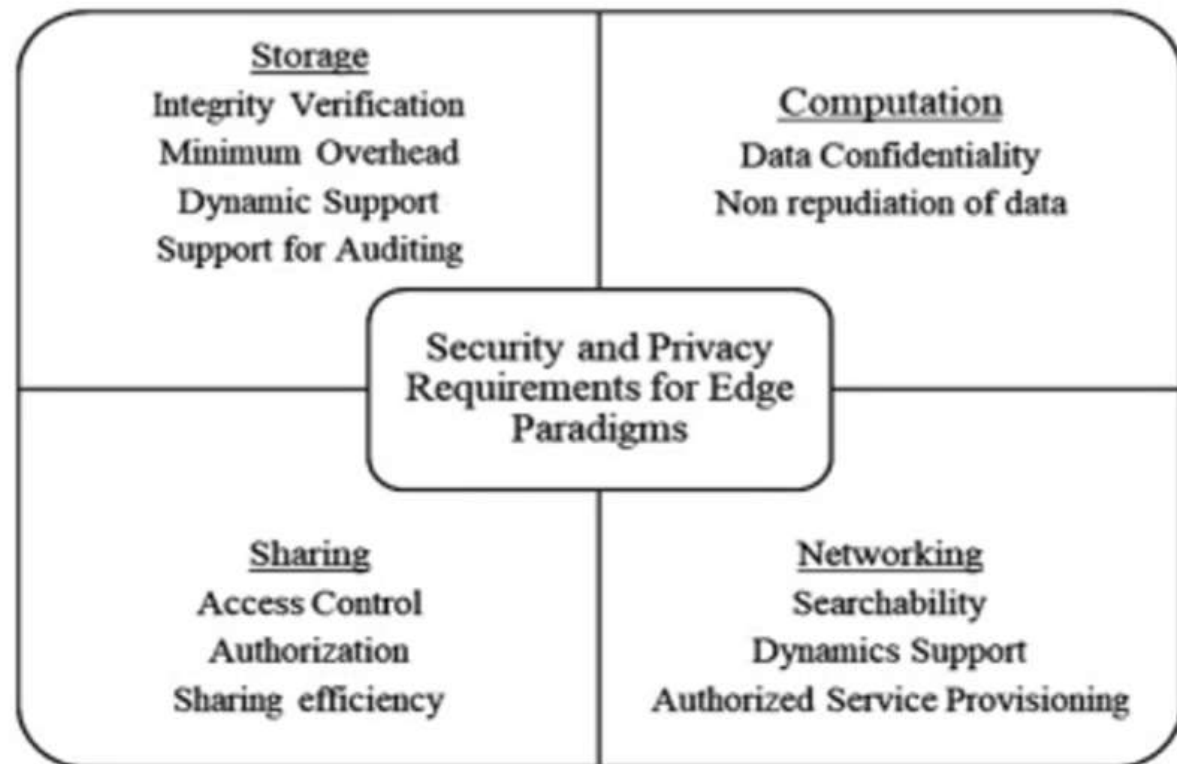 Storage
Integrity Verification
Minimum Overhead
Dynamic Support
Support for Auditing
Computation
Data Confidentiality
Non repudiation of data
Security and Privacy
Requirements for Edge
Paradigms
Sharing
Access Control
Authorization
Sharing efficiency
Networking
Searchability
Dynamics Support
Authorized Service Provisioning